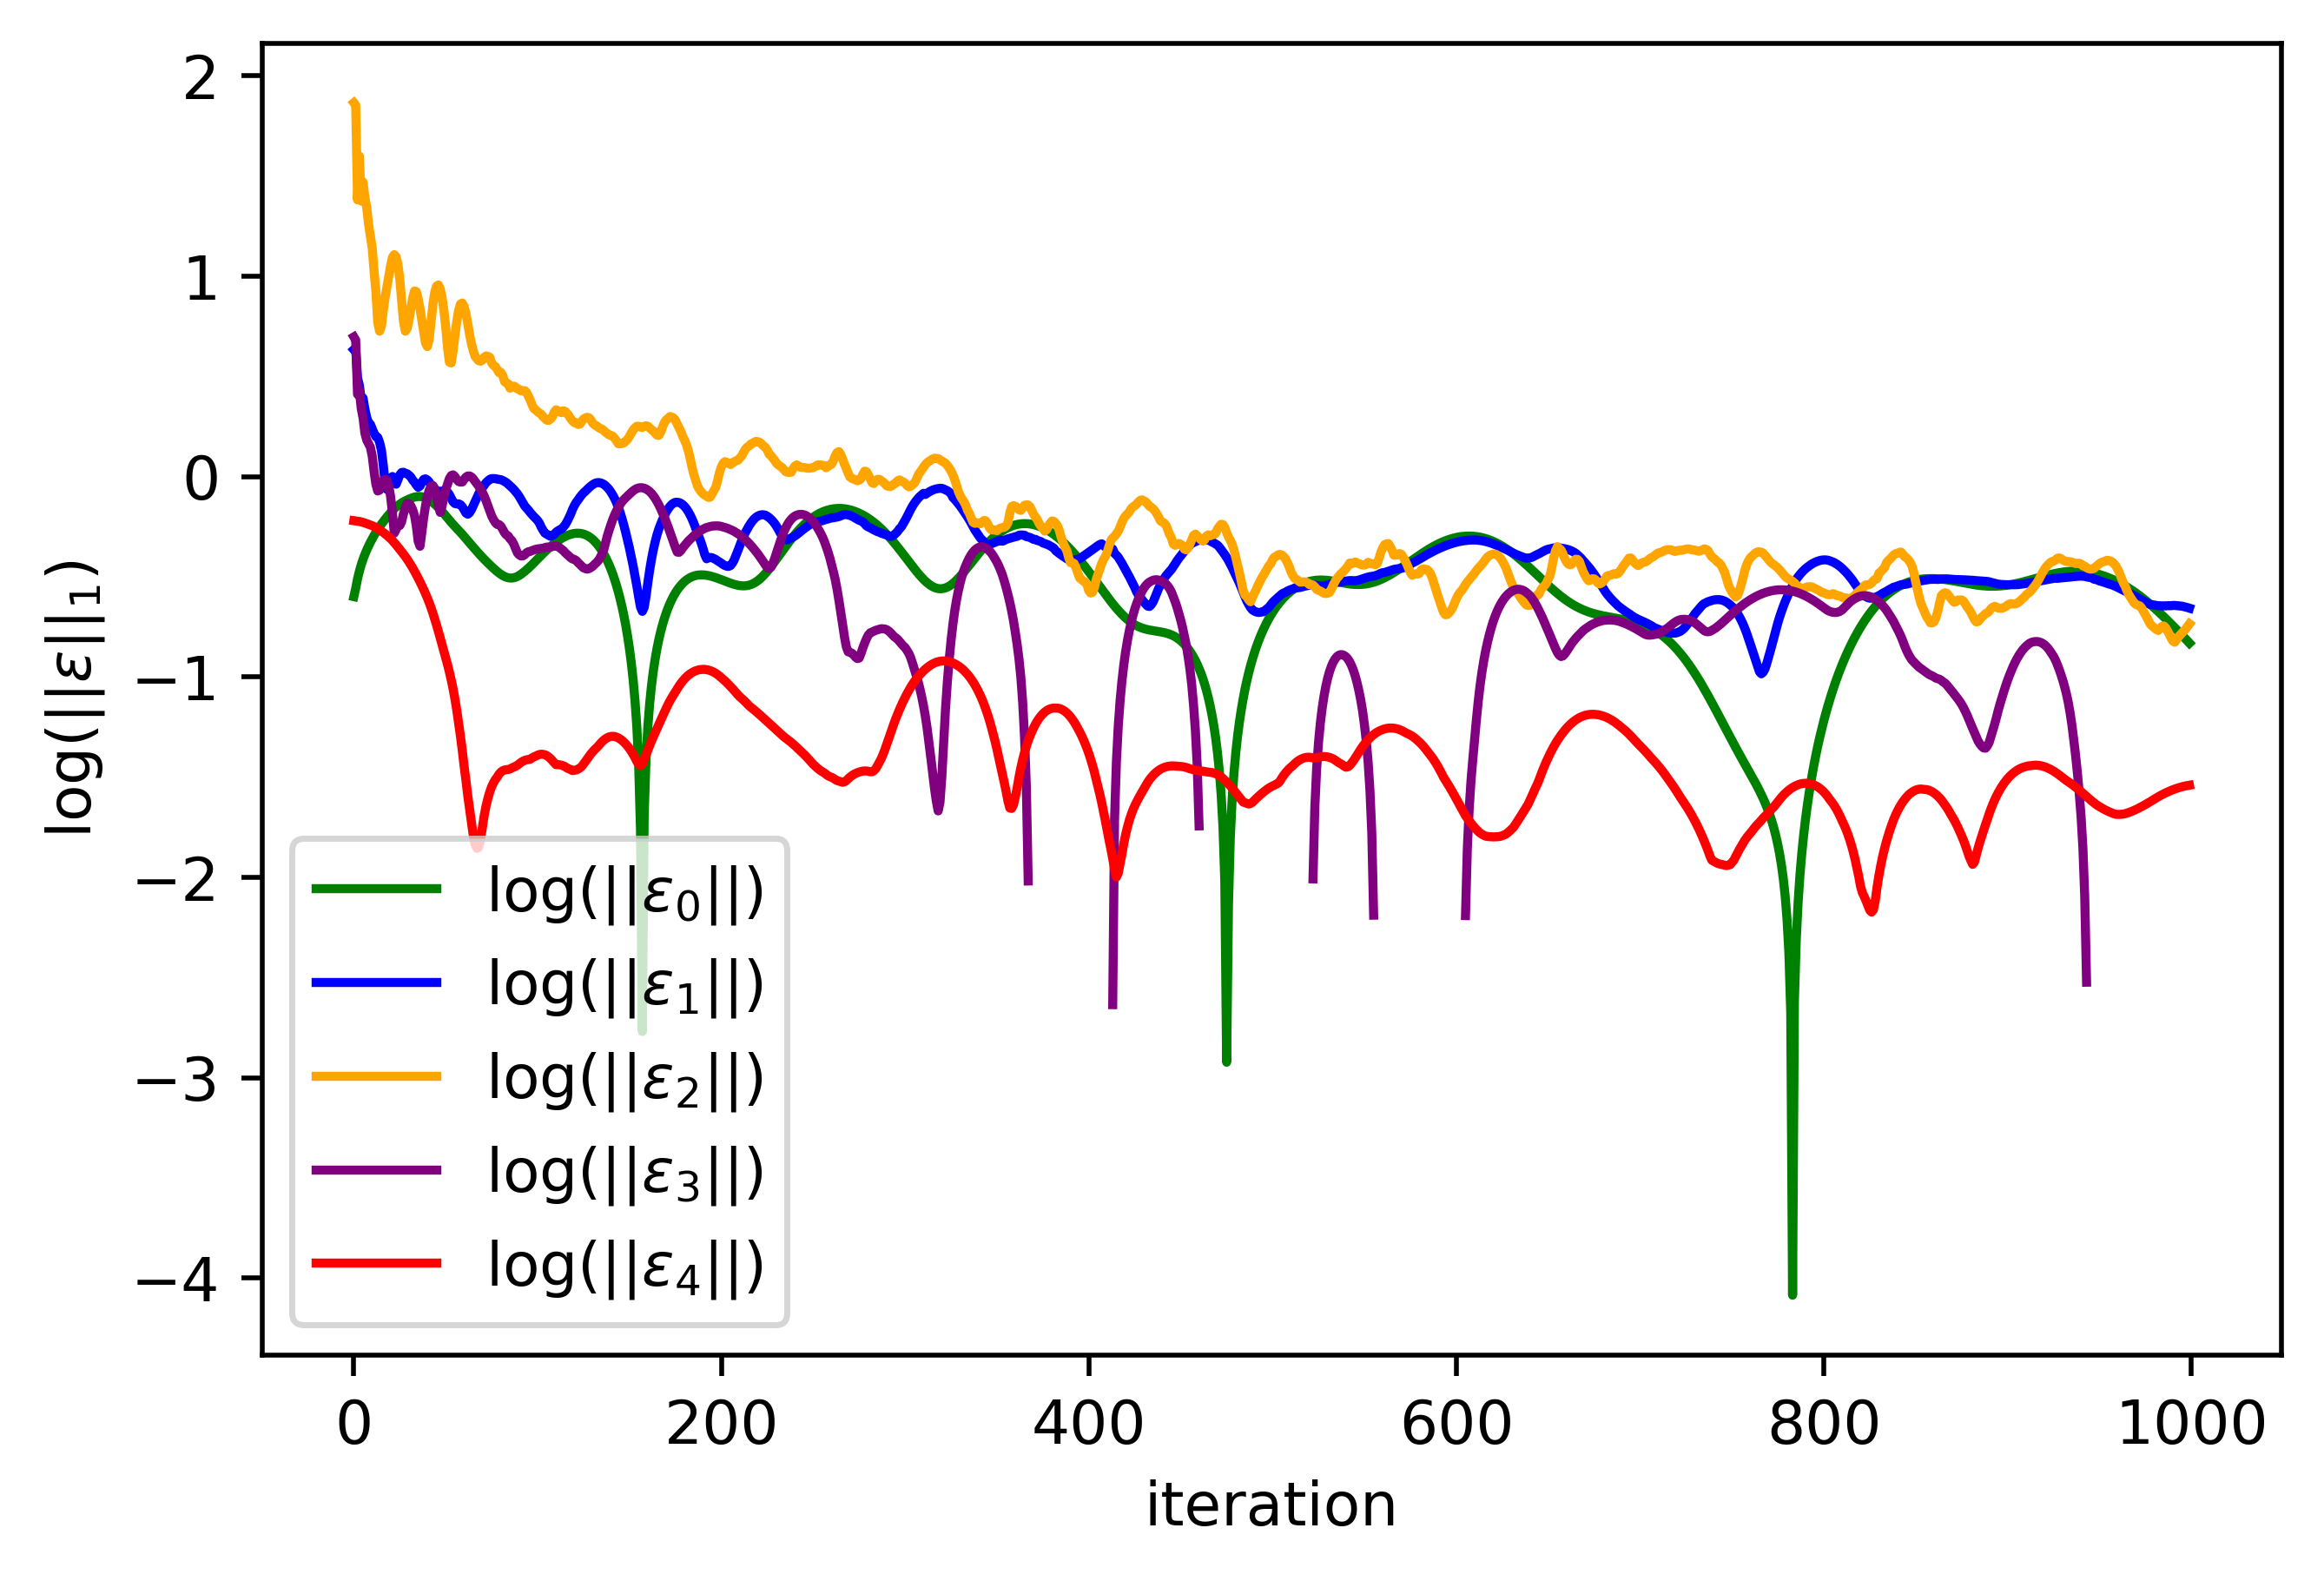 log(||ε||₁)
2
1
0
−1
−2
−3
−4
log(||ε₀||)
log(||ε₁||)
log(||ε₂||)
log(||ε₃||)
log(||ε₄||)
0 200 400 600 800 1000
iteration